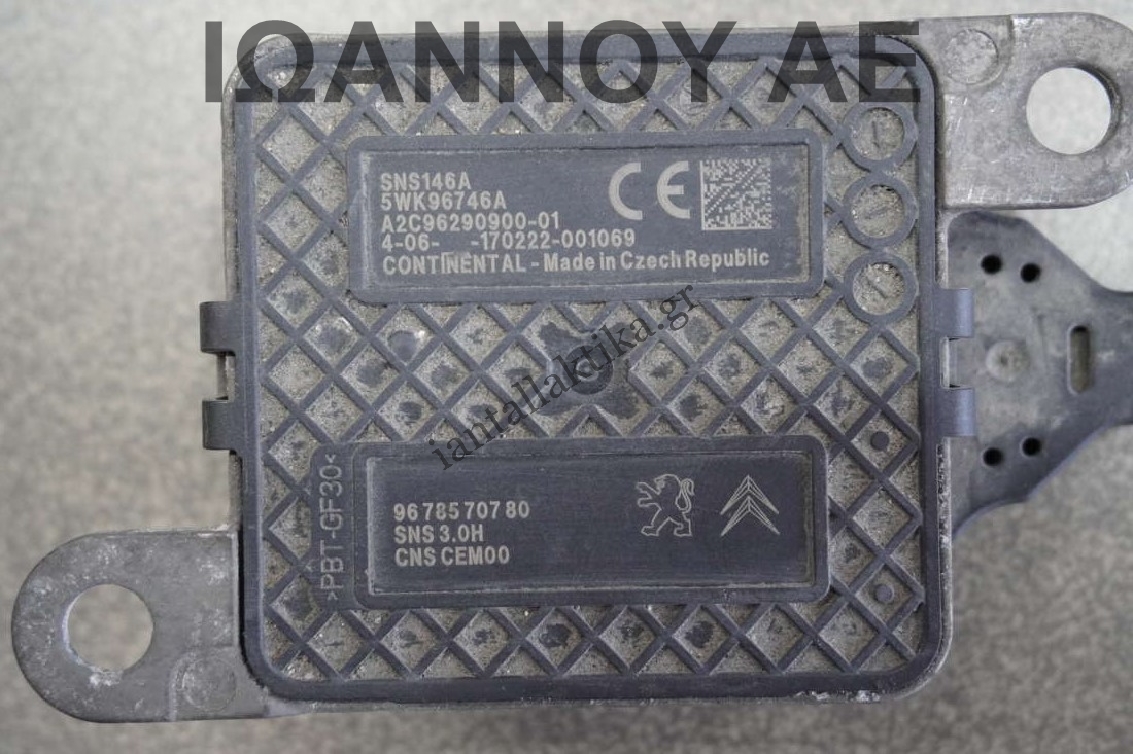 ΙΩΑΝΝΟΥ ΑΕ
SNS146A
5WK96746A
A2C96290900-01
4-06- -170222-001069
CONTINENTAL - Made in Czech Republic
CE
iantallaktika.gr
>PBT-GF30<
96 785 707 80
SNS 3.0H
CNS CEM00